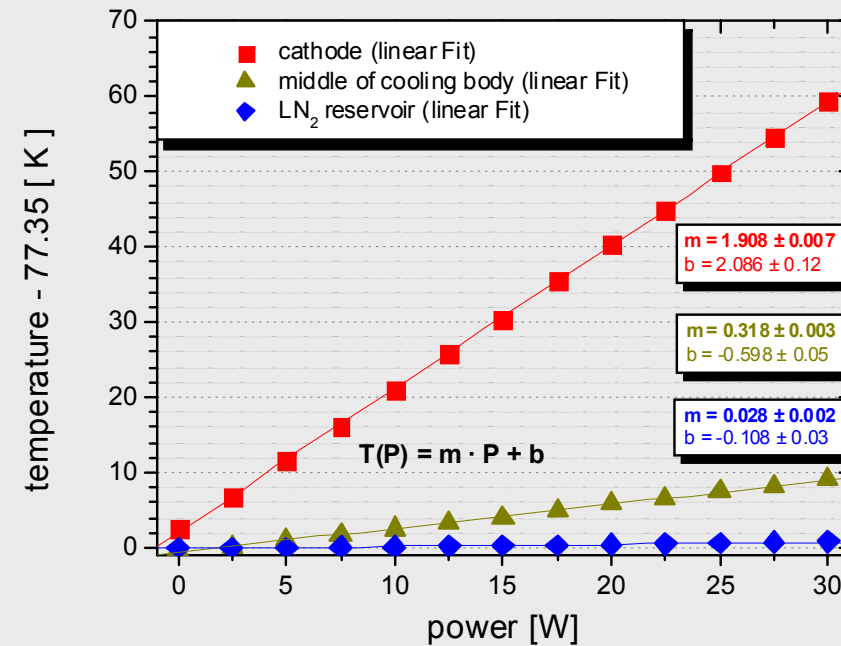 70
60
50
40
30
20
10
0
temperature - 77.35 [ K ]
cathode (linear Fit)
middle of cooling body (linear Fit)
LN₂ reservoir (linear Fit)
m = 1.908 ± 0.007
b = 2.086 ± 0.12
m = 0.318 ± 0.003
b = -0.598 ± 0.05
m = 0.028 ± 0.002
b = -0.108 ± 0.03
T(P) = m · P + b
0 5 10 15 20 25 30
power [W]